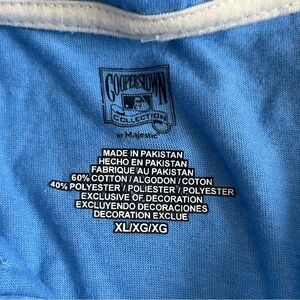 COOPERSTOWN
COLLECTION
BY Majestic
MADE IN PAKISTAN
HECHO EN PAKISTAN
FABRIQUE AU PAKISTAN
60% COTTON / ALGODON / COTON
40% POLYESTER / POLIESTER / POLYESTER
EXCLUSIVE OF DECORATION
EXCLUYENDO DECORACIONES
DECORATION EXCLUE
XL/XG/XG